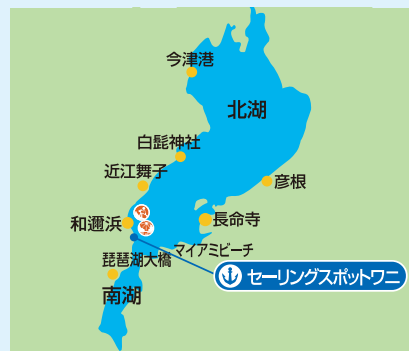 今津港
北湖
白髭神社
近江舞子
彦根
和邇浜
長命寺
マイアミビーチ
琵琶湖大橋
セーリングスポットワニ
南湖